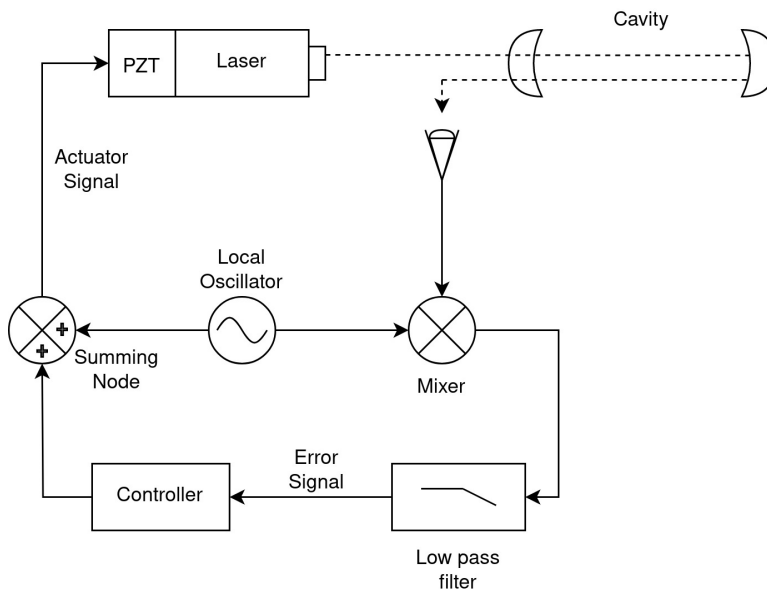 Cavity
PZT
Laser
Actuator
Signal
Local
Oscillator
Summing
Node
Mixer
Error
Signal
Controller
Low pass
filter